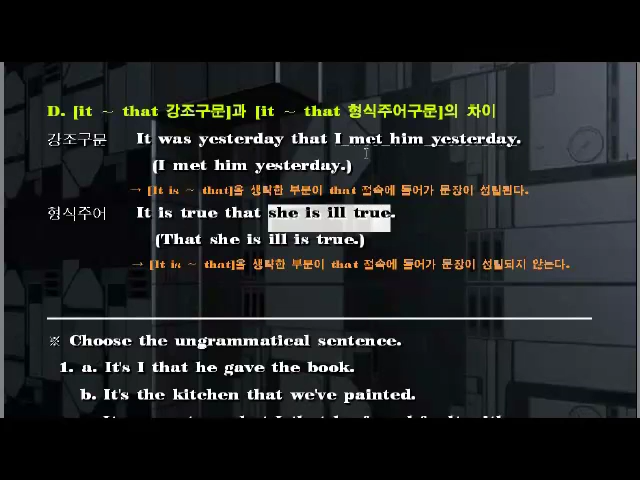 D. [it ~ that 강조구문]과 [it ~ that 형식주어구문]의 차이
강조구문 It was yesterday that I met him yesterday.
(I met him yesterday.)
→ [It is ~ that]을 생략한 부분이 that 접속에 들어가 문장이 성립된다.
형식주어 It is true that she is ill true.
(That she is ill is true.)
→ [It is ~ that]을 생략한 부분이 that 접속에 들어가 문장이 성립되지 않는다.
※ Choose the ungrammatical sentence.
1. a. It's I that he gave the book.
b. It's the kitchen that we've painted.